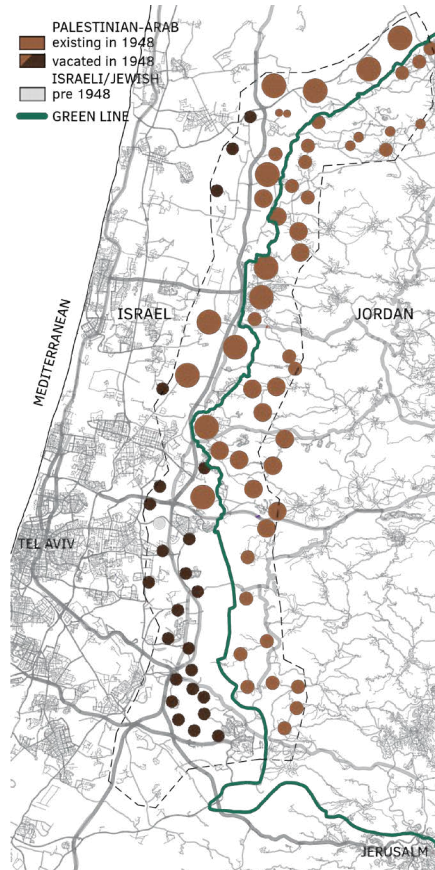 PALESTINIAN-ARAB
existing in 1948
vacated in 1948
ISRAELI/JEWISH
pre 1948
GREEN LINE
ISRAEL
JORDAN
MEDITERRANEAN
TEL AVIV
JERUSALM